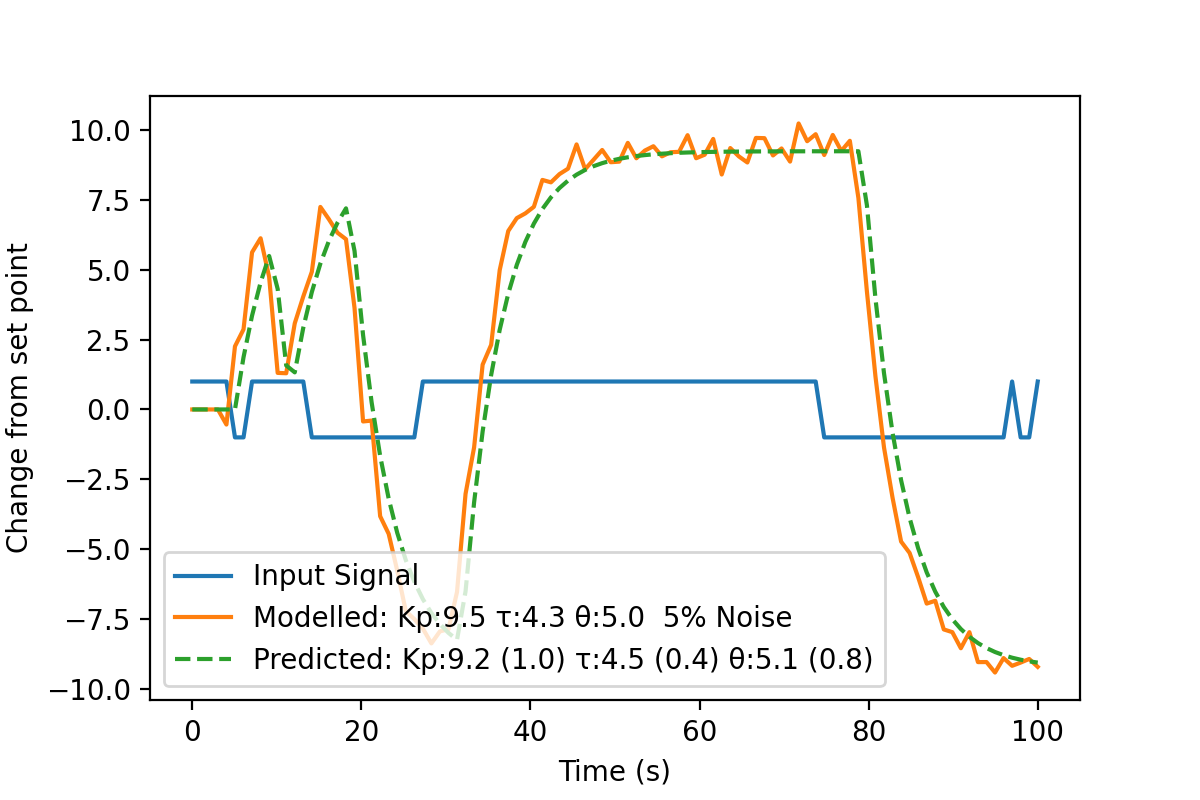 10.0
7.5
5.0
2.5
0.0
−2.5
−5.0
−7.5
−10.0
Change from set point
Input Signal
Modelled: Kp:9.5 τ:4.3 θ:5.0  5% Noise
Predicted: Kp:9.2 (1.0) τ:4.5 (0.4) θ:5.1 (0.8)
0 20 40 60 80 100
Time (s)